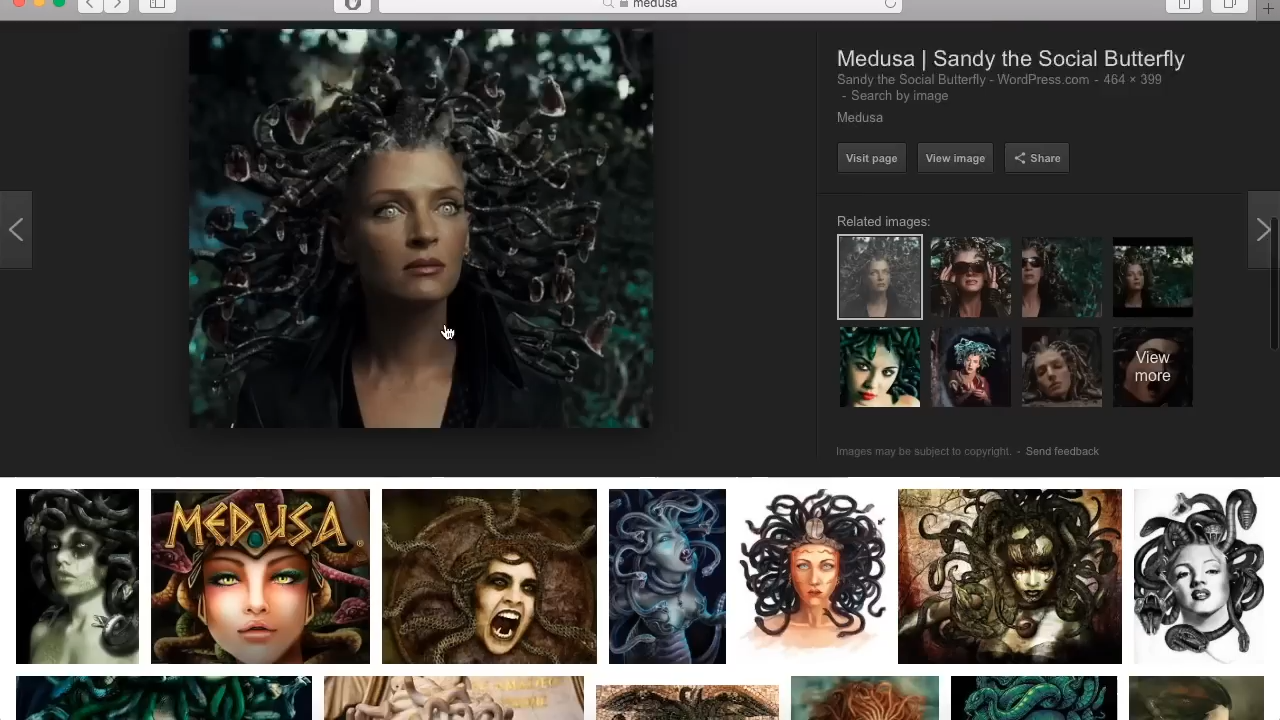 medusa
Medusa | Sandy the Social Butterfly
Sandy the Social Butterfly - WordPress.com - 464 × 399
- Search by image
Medusa
Visit page
View image
Share
Related images:
View
more
Images may be subject to copyright. - Send feedback
MEDUSA